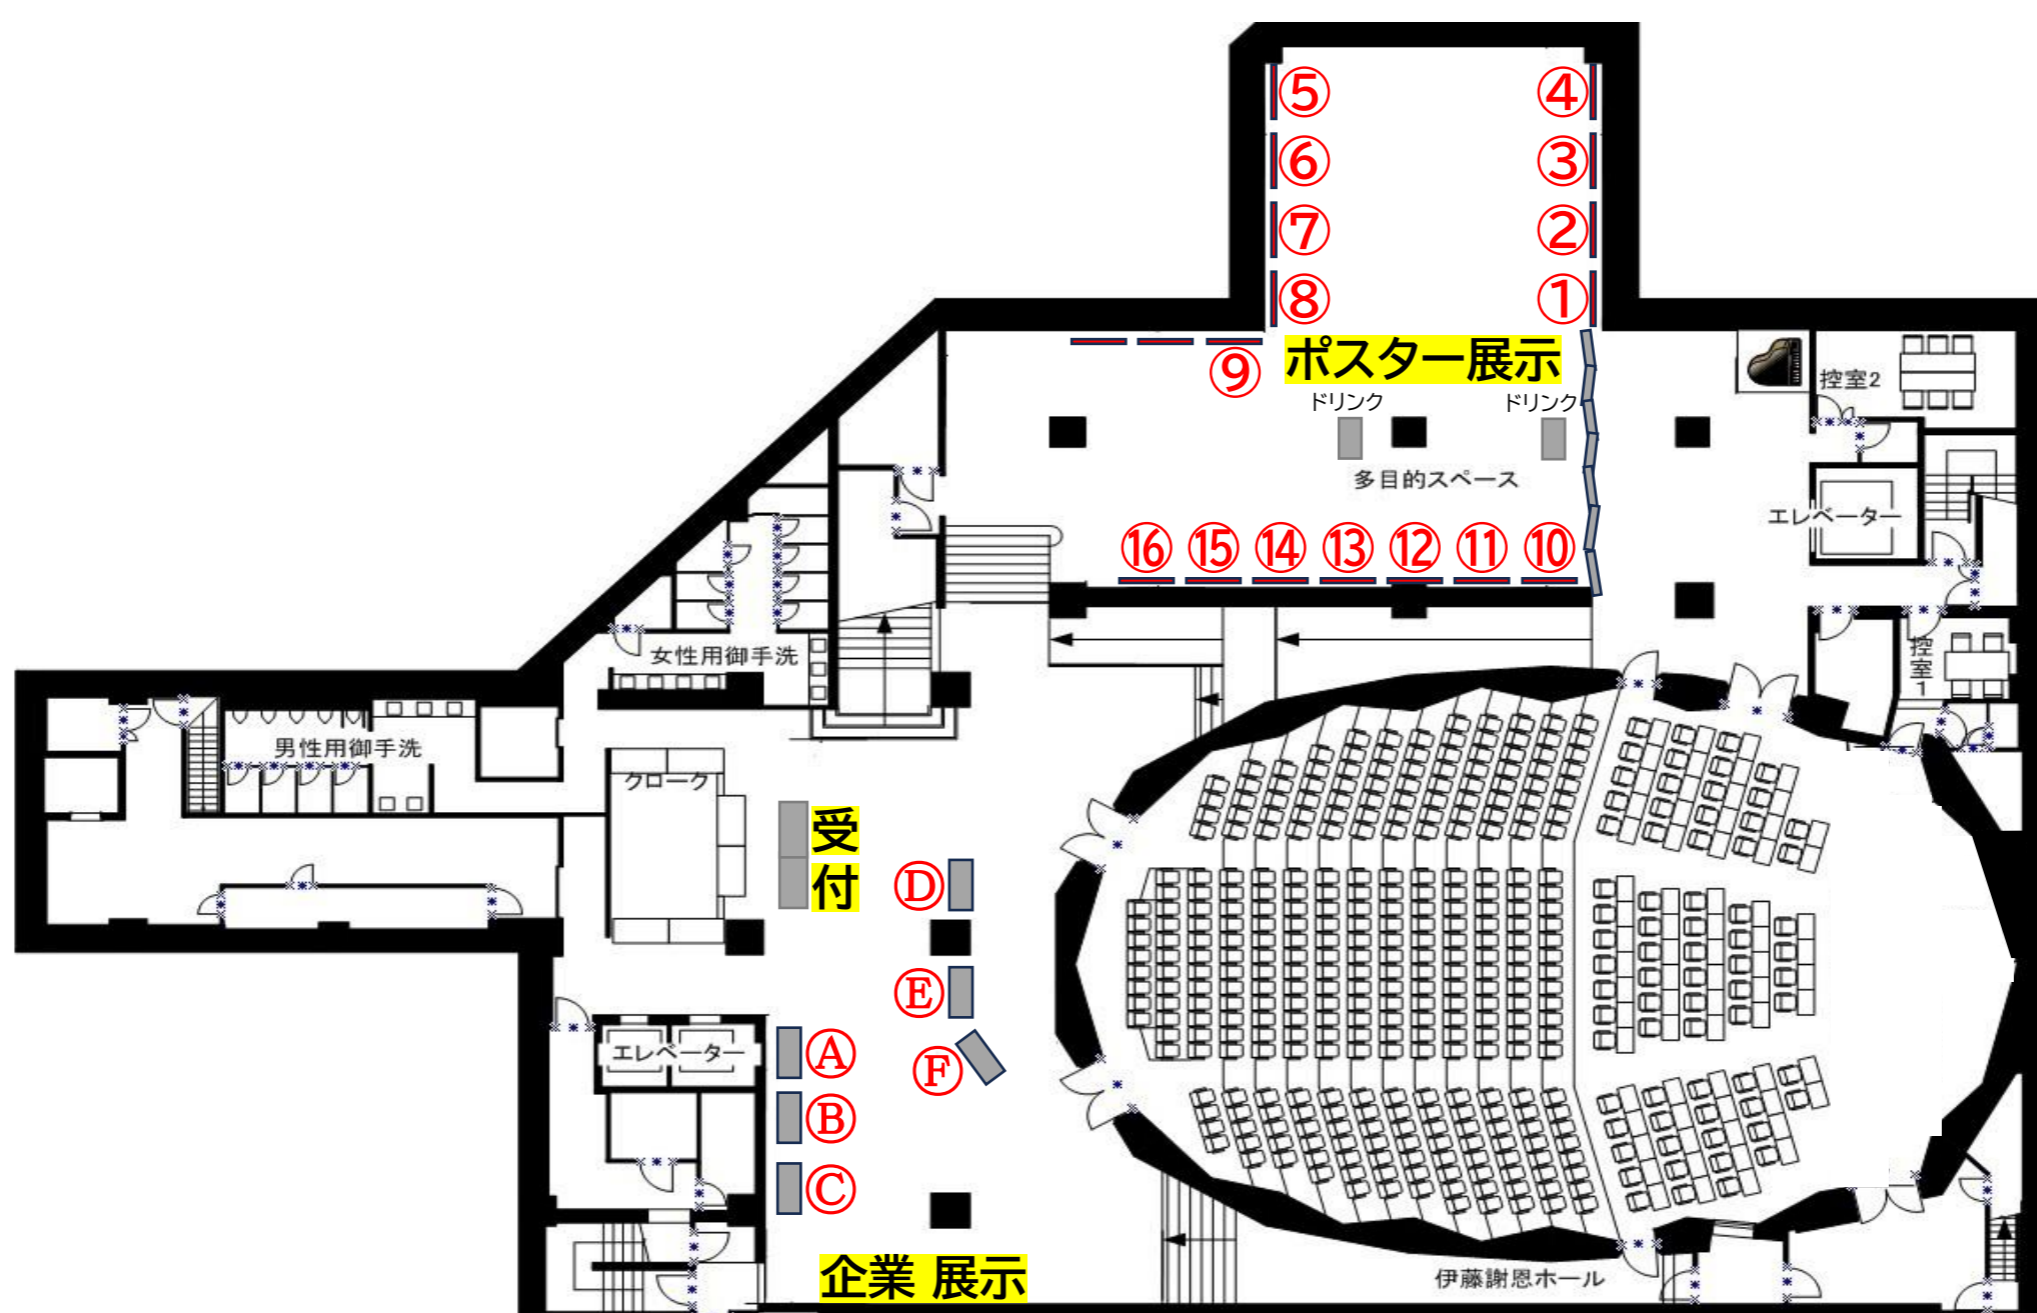 ⑤ ④
⑥ ③
⑦ ②
⑧ ①
ポスター展示
⑨
控室2
ドリンク ドリンク
多目的スペース
エレベーター
⑯ ⑮ ⑭ ⑬ ⑫ ⑪ ⑩
女性用御手洗
控室1
男性用御手洗
クローク
受付
Ⓓ
Ⓔ
エレベーター
Ⓐ
Ⓕ
Ⓑ
Ⓒ
企業 展示
伊藤謝恩ホール